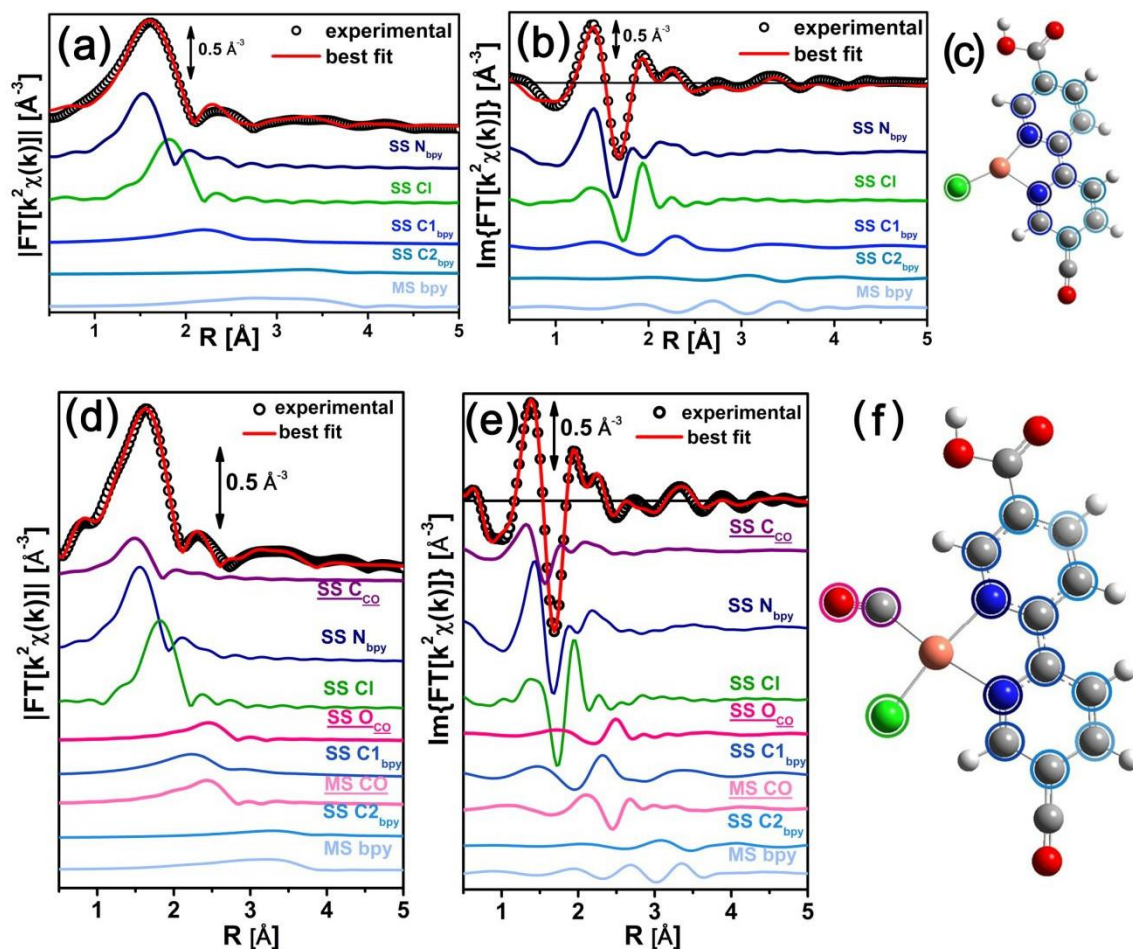 (a)
0.5 Å⁻³
experimental
best fit
|FT[k²χ(k)]| [Å⁻³]
SS N_bpy
SS Cl
SS C1_bpy
SS C2_bpy
MS bpy
1 2 3 4 5
R [Å]
(b)
0.5 Å⁻³
experimental
best fit
Im{FT[k²χ(k)]} [Å⁻³]
SS N_bpy
SS Cl
SS C1_bpy
SS C2_bpy
MS bpy
1 2 3 4 5
R [Å]
(c)
(d)
experimental
best fit
0.5 Å⁻³
|FT[k²χ(k)]| [Å⁻³]
SS C_CO
SS N_bpy
SS Cl
SS O_CO
SS C1_bpy
MS CO
SS C2_bpy
MS bpy
1 2 3 4 5
R [Å]
(e)
experimental
best fit
0.5 Å⁻³
Im{FT[k²χ(k)]} [Å⁻³]
SS C_CO
SS N_bpy
SS Cl
SS O_CO
SS C1_bpy
MS CO
SS C2_bpy
MS bpy
1 2 3 4 5
R [Å]
(f)